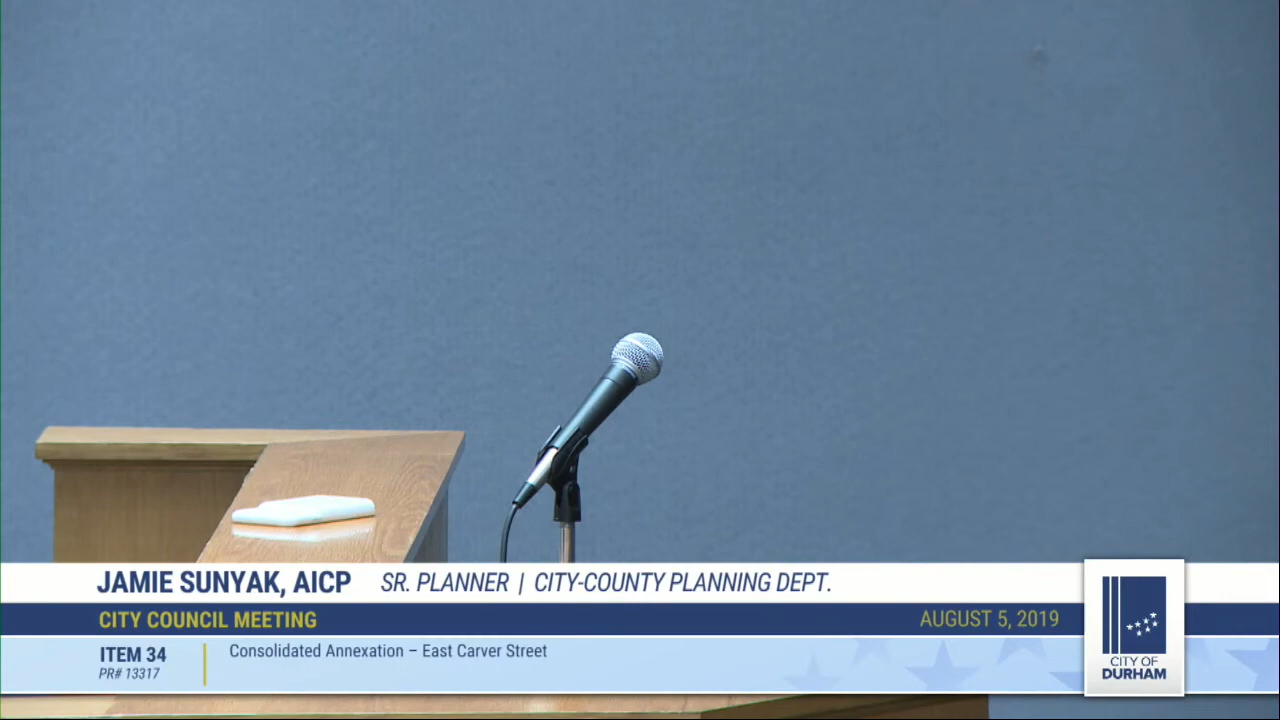 JAMIE SUNYAK, AICP SR. PLANNER | CITY-COUNTY PLANNING DEPT.
CITY COUNCIL MEETING AUGUST 5, 2019
ITEM 34 Consolidated Annexation – East Carver Street
PR# 13317
CITY OF
DURHAM